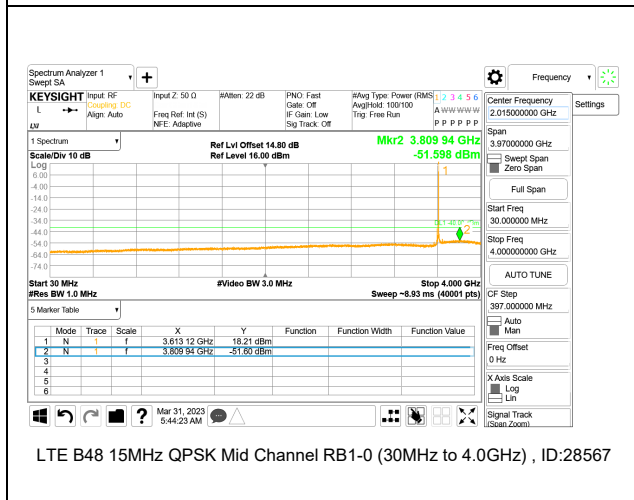 Spectrum Analyzer 1
Swept SA
KEYSIGHT
L
LXI
Input: RF
Coupling: DC
Align: Auto
Input Z: 50 Ω
Freq Ref: Int (S)
NFE: Adaptive
#Atten: 22 dB
PNO: Fast
Gate: Off
IF Gain: Low
Sig Track: Off
#Avg Type: Power (RMS
Avg|Hold: 100/100
Trig: Free Run
1 2 3 4 5 6
A W W W W W
P P P P P P
1 Spectrum
Scale/Div 10 dB
Log
Ref Lvl Offset 14.80 dB
Ref Level 16.00 dBm
Mkr2 3.809 94 GHz
-51.598 dBm
6.00
-4.00
-14.0
-24.0
-34.0
-44.0
-54.0
-64.0
-74.0
1
2
Start 30 MHz
#Res BW 1.0 MHz
#Video BW 3.0 MHz
Stop 4.000 GHz
Sweep ~8.93 ms (40001 pts)
5 Marker Table
Mode Trace Scale X Y Function Function Width Function Value
1 N 1 f 3.613 12 GHz 18.21 dBm
2 N 1 f 3.809 94 GHz -51.60 dBm
3
4
5
6
Mar 31, 2023
5:44:23 AM
Frequency
Settings
Center Frequency
2.015000000 GHz
Span
3.97000000 GHz
Swept Span
Zero Span
Full Span
Start Freq
30.000000 MHz
Stop Freq
4.000000000 GHz
AUTO TUNE
CF Step
397.000000 MHz
Auto
Man
Freq Offset
0 Hz
X Axis Scale
Log
Lin
Signal Track
(Span Zoom)
LTE B48 15MHz QPSK Mid Channel RB1-0 (30MHz to 4.0GHz) , ID:28567